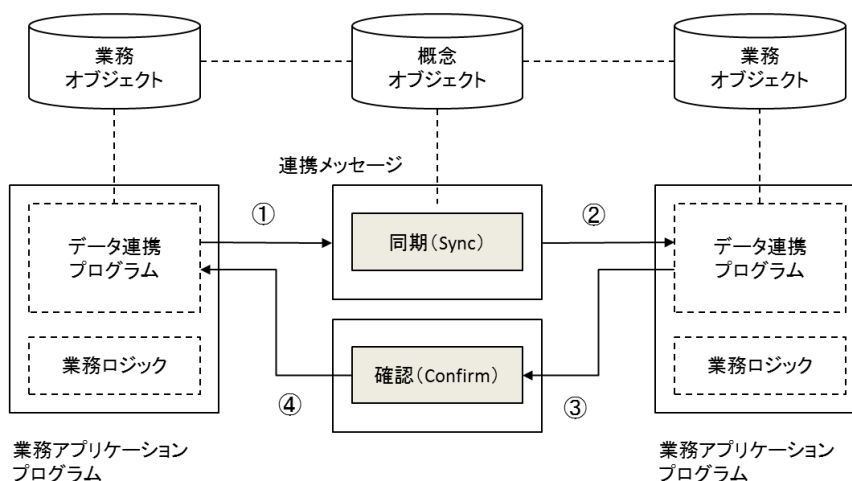 業務
オブジェクト
概念
オブジェクト
業務
オブジェクト
連携メッセージ
①
②
データ連携
プログラム
同期(Sync)
データ連携
プログラム
業務ロジック
確認(Confirm)
業務ロジック
④
③
業務アプリケーション
プログラム
業務アプリケーション
プログラム